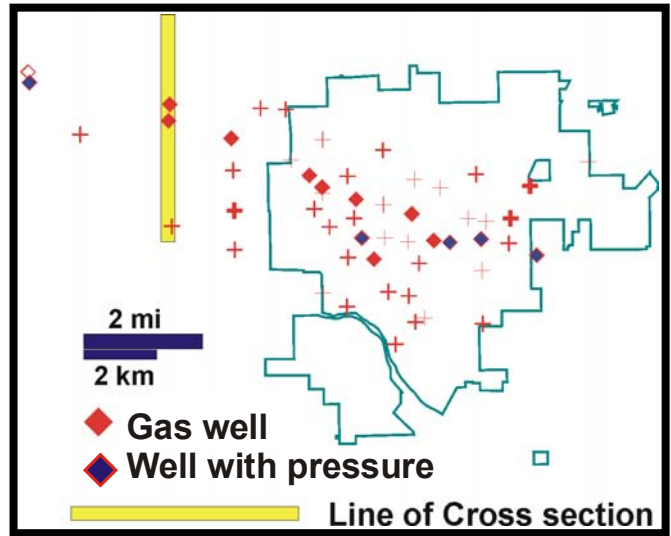 2 mi
2 km
Gas well
Well with pressure
Line of Cross section